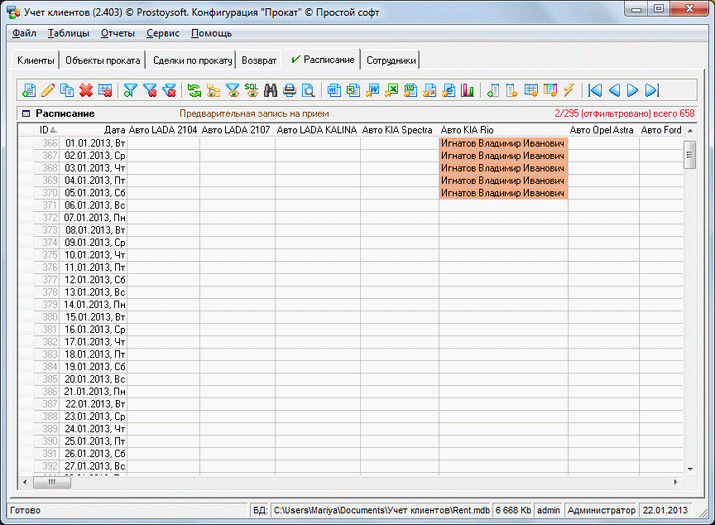 Учет клиентов (2.403) © Prostoysoft. Конфигурация "Прокат" © Простой софт
Файл Таблицы Отчеты Сервис Помощь
Клиенты Объекты проката Сделки по прокату Возврат Расписание Сотрудники
SQL
Расписание Предварительная запись на прием 2/295 (отфильтровано) всего 658
ID Дата Авто LADA 2104 Авто LADA 2107 Авто LADA KALINA Авто KIA Spectra Авто KIA Rio Авто Opel Astra Авто Ford
366 01.01.2013, Вт Игнатов Владимир Иванович
367 02.01.2013, Ср Игнатов Владимир Иванович
368 03.01.2013, Чт Игнатов Владимир Иванович
369 04.01.2013, Пт Игнатов Владимир Иванович
370 05.01.2013, Сб Игнатов Владимир Иванович
371 06.01.2013, Вс
372 07.01.2013, Пн
373 08.01.2013, Вт
374 09.01.2013, Ср
375 10.01.2013, Чт
376 11.01.2013, Пт
377 12.01.2013, Сб
378 13.01.2013, Вс
379 14.01.2013, Пн
380 15.01.2013, Вт
381 16.01.2013, Ср
382 17.01.2013, Чт
383 18.01.2013, Пт
384 19.01.2013, Сб
385 20.01.2013, Вс
386 21.01.2013, Пн
387 22.01.2013, Вт
388 23.01.2013, Ср
389 24.01.2013, Чт
390 25.01.2013, Пт
391 26.01.2013, Сб
392 27.01.2013, Вс
Готово БД: C:\Users\Mariya\Documents\Учет клиентов\Rent.mdb 6 668 Kb admin Администратор 22.01.2013